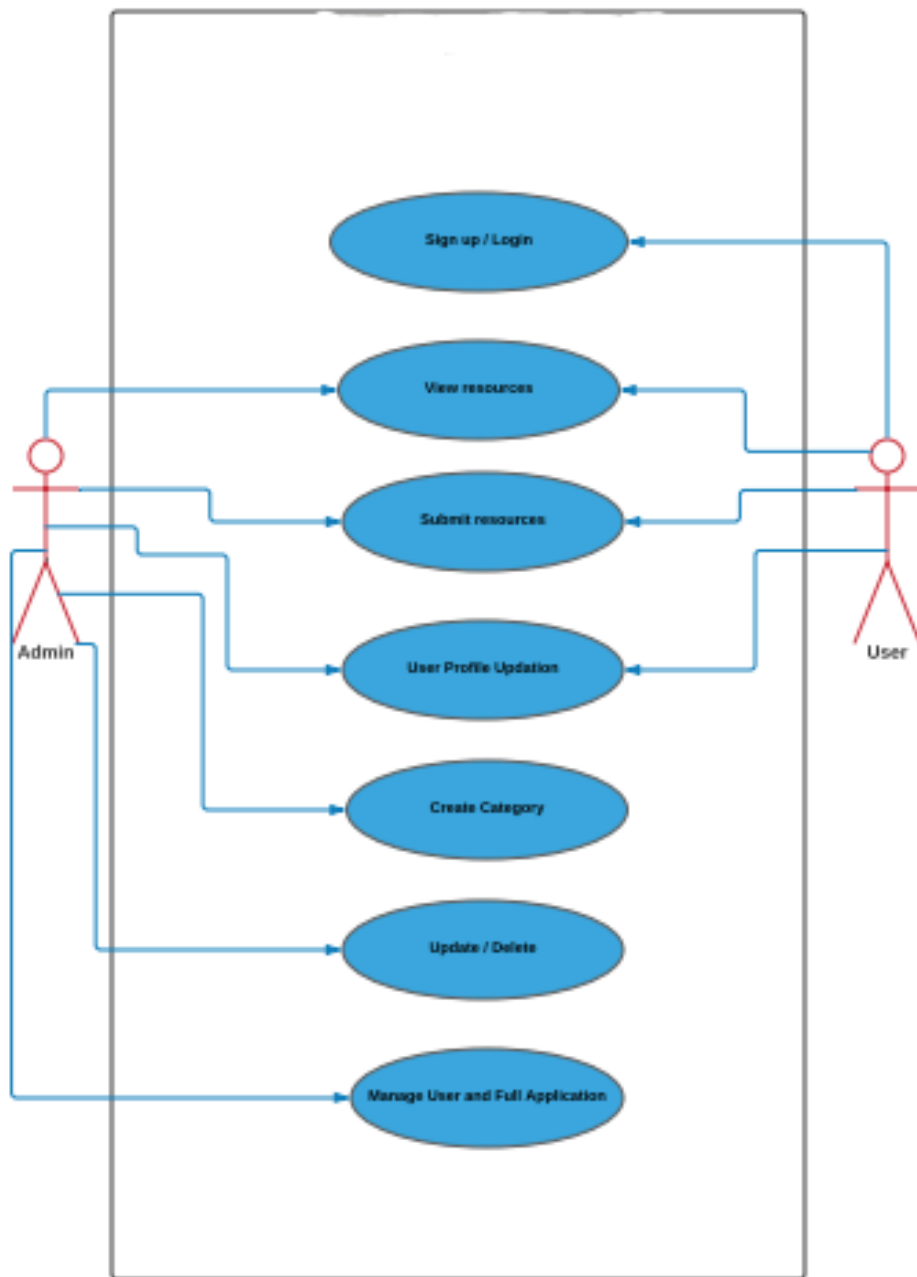 Sign up / Login
View resources
Submit resources
Admin
User
User Profile Updation
Create Category
Update / Delete
Manage User and Full Application